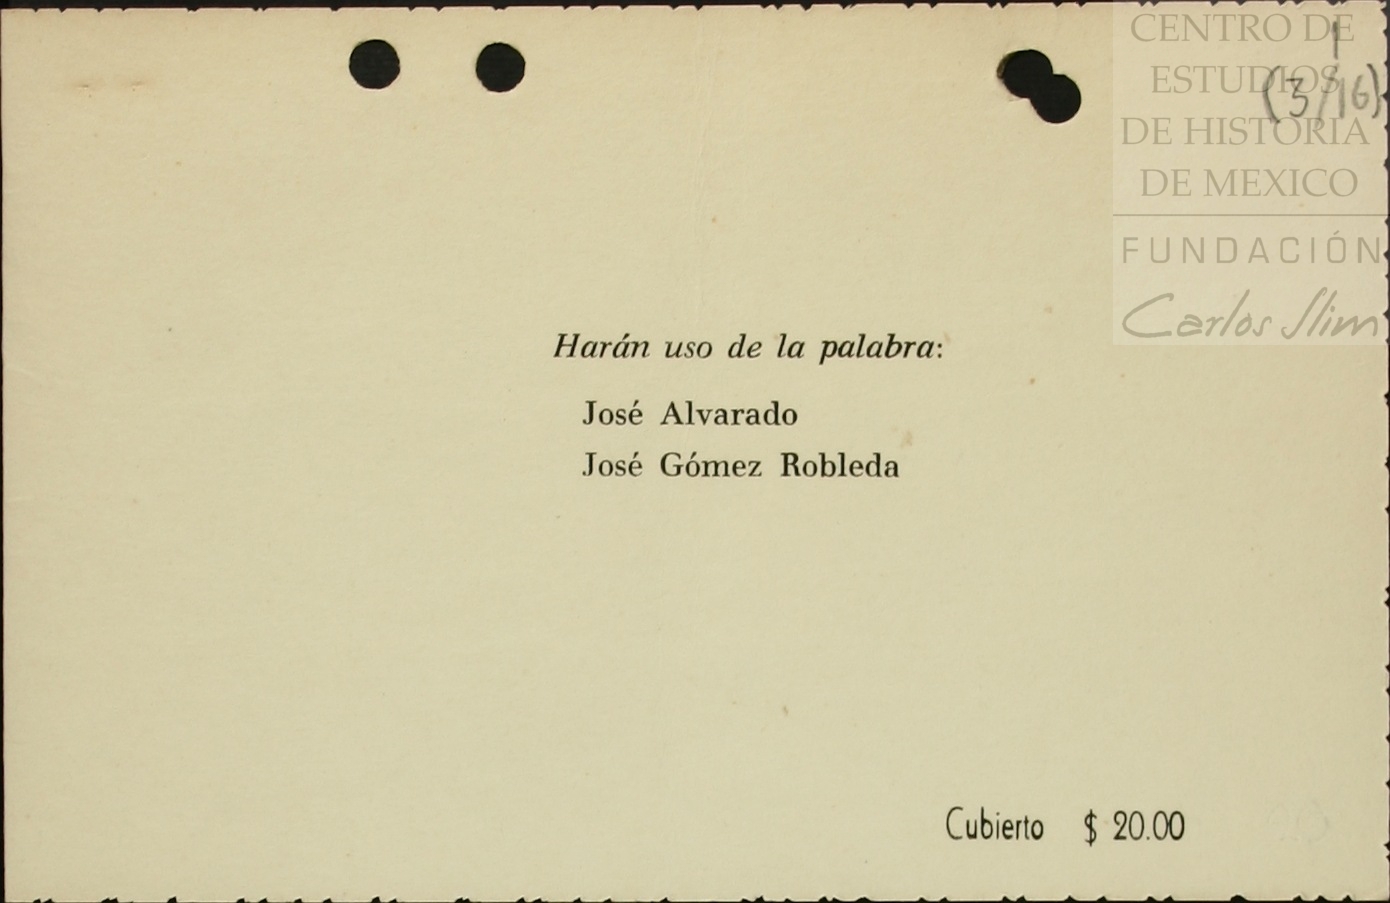 CENTRO DE
ESTUDIOS
DE HISTORIA
DE MEXICO
FUNDACIÓN
Carlos Slim
1
(3/16)
Harán uso de la palabra:
José Alvarado
José Gómez Robleda
Cubierto $ 20.00